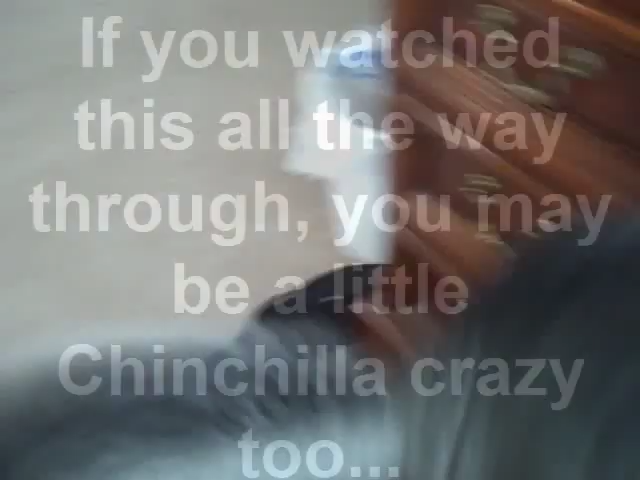 If you watched
this all the way
through, you may
be a little
Chinchilla crazy
too...